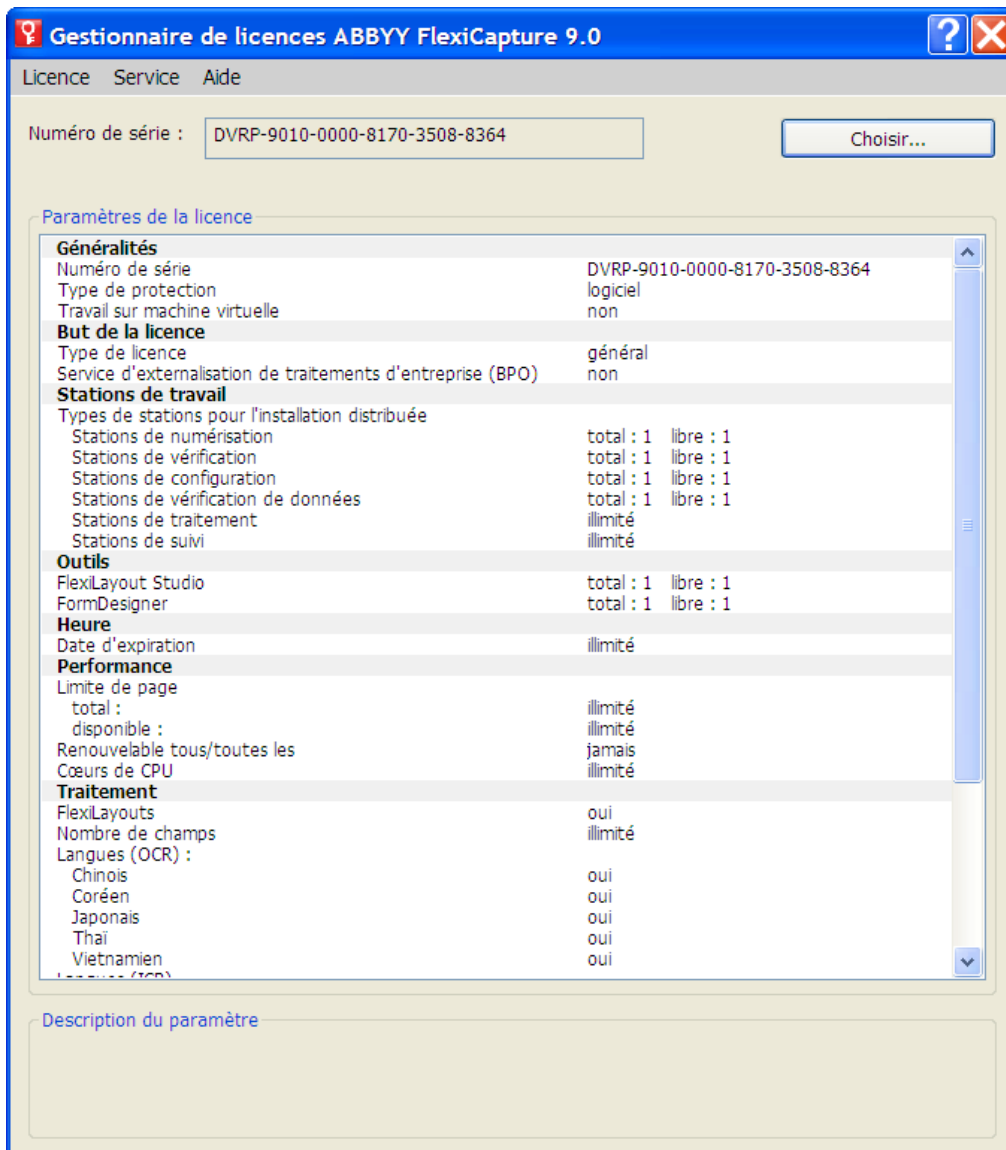 Gestionnaire de licences ABBYY FlexiCapture 9.0
Licence Service Aide
Numéro de série : DVRP-9010-0000-8170-3508-8364 Choisir...
Paramètres de la licence
Généralités
Numéro de série DVRP-9010-0000-8170-3508-8364
Type de protection logiciel
Travail sur machine virtuelle non
But de la licence
Type de licence général
Service d'externalisation de traitements d'entreprise (BPO) non
Stations de travail
Types de stations pour l'installation distribuée
Stations de numérisation total : 1 libre : 1
Stations de vérification total : 1 libre : 1
Stations de configuration total : 1 libre : 1
Stations de vérification de données total : 1 libre : 1
Stations de traitement illimité
Stations de suivi illimité
Outils
FlexiLayout Studio total : 1 libre : 1
FormDesigner total : 1 libre : 1
Heure
Date d'expiration illimité
Performance
Limite de page
total : illimité
disponible : illimité
Renouvelable tous/toutes les jamais
Cœurs de CPU illimité
Traitement
FlexiLayouts oui
Nombre de champs illimité
Langues (OCR) :
Chinois oui
Coréen oui
Japonais oui
Thaï oui
Vietnamien oui
Langues (ICR)
Description du paramètre